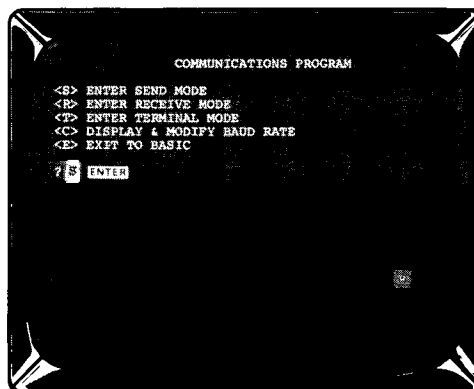 COMMUNICATIONS PROGRAM
<S> ENTER SEND MODE
<R> ENTER RECEIVE MODE
<T> ENTER TERMINAL MODE
<C> DISPLAY & MODIFY BAUD RATE
<E> EXIT TO BASIC
? S ENTER